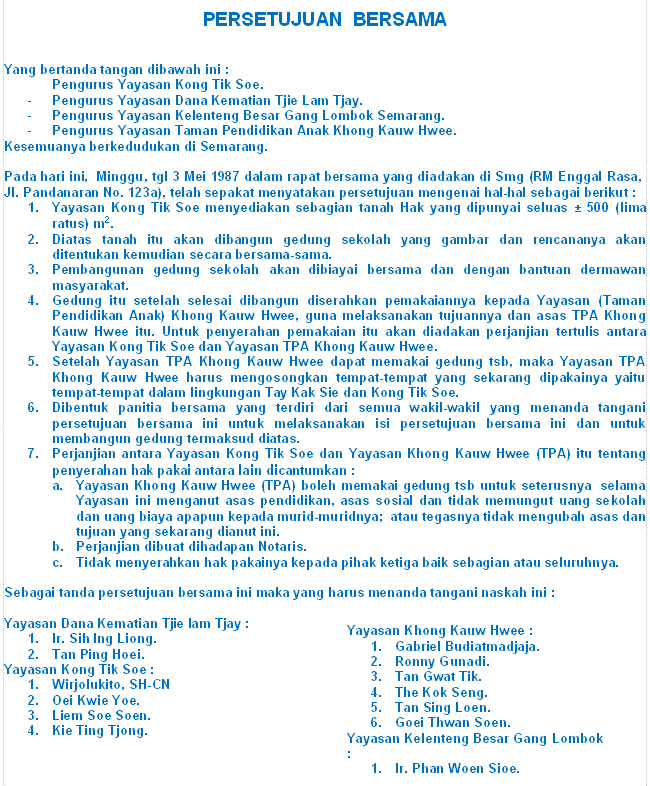 PERSETUJUAN BERSAMA
Yang bertanda tangan dibawah ini :
Pengurus Yayasan Kong Tik Soe.
- Pengurus Yayasan Dana Kematian Tjie Lam Tjay.
- Pengurus Yayasan Kelenteng Besar Gang Lombok Semarang.
- Pengurus Yayasan Taman Pendidikan Anak Khong Kauw Hwee.
Kesemuanya berkedudukan di Semarang.
Pada hari ini, Minggu, tgl 3 Mei 1987 dalam rapat bersama yang diadakan di Smg (RM Enggal Rasa,
Jl. Pandanaran No. 123a), telah sepakat menyatakan persetujuan mengenai hal-hal sebagai berikut :
1. Yayasan Kong Tik Soe menyediakan sebagian tanah Hak yang dipunyai seluas ± 500 (lima
ratus) m².
2. Diatas tanah itu akan dibangun gedung sekolah yang gambar dan rencananya akan
ditentukan kemudian secara bersama-sama.
3. Pembangunan gedung sekolah akan dibiayai bersama dan dengan bantuan dermawan
masyarakat.
4. Gedung itu setelah selesai dibangun diserahkan pemakaiannya kepada Yayasan (Taman
Pendidikan Anak) Khong Kauw Hwee, guna melaksanakan tujuannya dan asas TPA Khong
Kauw Hwee itu. Untuk penyerahan pemakaian itu akan diadakan perjanjian tertulis antara
Yayasan Kong Tik Soe dan Yayasan TPA Khong Kauw Hwee.
5. Setelah Yayasan TPA Khong Kauw Hwee dapat memakai gedung tsb, maka Yayasan TPA
Khong Kauw Hwee harus mengosongkan tempat-tempat yang sekarang dipakainya yaitu
tempat-tempat dalam lingkungan Tay Kak Sie dan Kong Tik Soe.
6. Dibentuk panitia bersama yang terdiri dari semua wakil-wakil yang menanda tangani
persetujuan bersama ini untuk melaksanakan isi persetujuan bersama ini dan untuk
membangun gedung termaksud diatas.
7. Perjanjian antara Yayasan Kong Tik Soe dan Yayasan Khong Kauw Hwee (TPA) itu tentang
penyerahan hak pakai antara lain dicantumkan :
a. Yayasan Khong Kauw Hwee (TPA) boleh memakai gedung tsb untuk seterusnya selama
Yayasan ini menganut asas pendidikan, asas sosial dan tidak memungut uang sekolah
dan uang biaya apapun kepada murid-muridnya; atau tegasnya tidak mengubah asas dan
tujuan yang sekarang dianut ini.
b. Perjanjian dibuat dihadapan Notaris.
c. Tidak menyerahkan hak pakainya kepada pihak ketiga baik sebagian atau seluruhnya.
Sebagai tanda persetujuan bersama ini maka yang harus menanda tangani naskah ini :
Yayasan Dana Kematian Tjie lam Tjay :
1. Ir. Sih Ing Liong.
2. Tan Ping Hoei.
Yayasan Kong Tik Soe :
1. Wirjolukito, SH-CN
2. Oei Kwie Yoe.
3. Liem Soe Soen.
4. Kie Ting Tjong.
Yayasan Khong Kauw Hwee :
1. Gabriel Budiatmadjaja.
2. Ronny Gunadi.
3. Tan Gwat Tik.
4. The Kok Seng.
5. Tan Sing Loen.
6. Goei Thwan Soen.
Yayasan Kelenteng Besar Gang Lombok
:
1. Ir. Phan Woen Sioe.